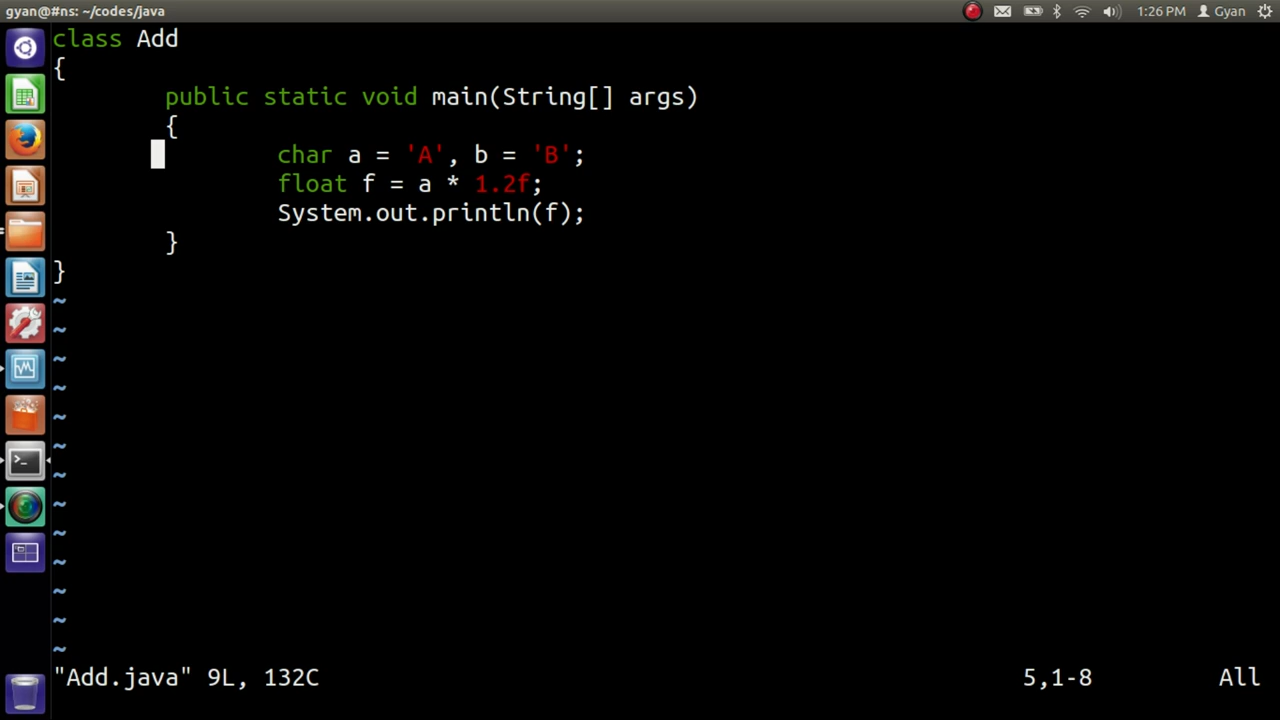 gyan@#ns: ~/codes/java 1:26 PM Gyan
class Add
{
public static void main(String[] args)
{
char a = 'A', b = 'B';
float f = a * 1.2f;
System.out.println(f);
}
}
~
~
~
~
~
~
~
~
~
~
~
~
~
"Add.java" 9L, 132C 5,1-8 All